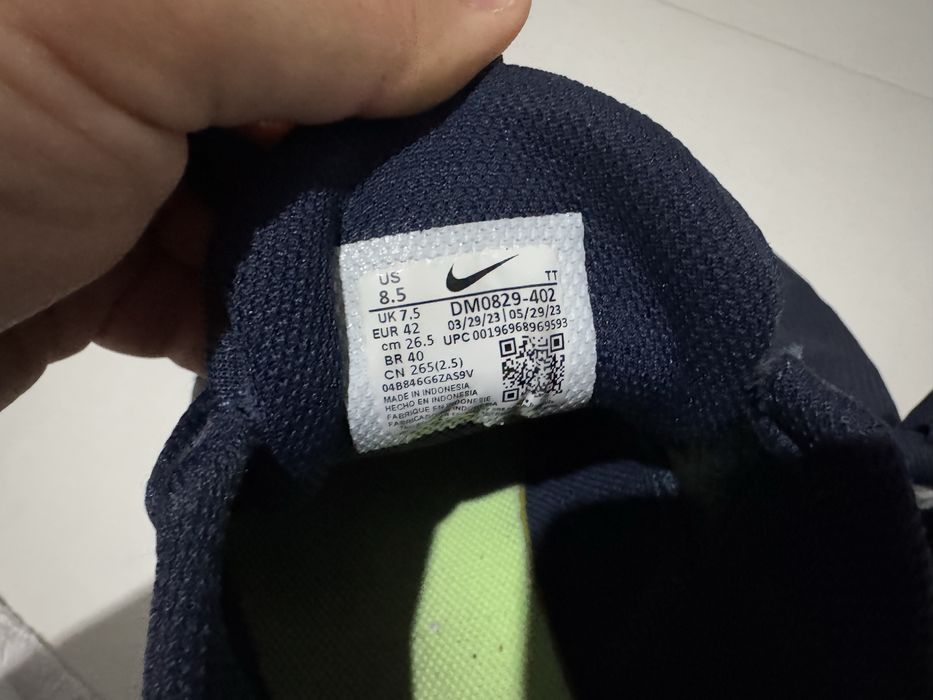 US
8.5
TT
UK 7.5
DM0829-402
EUR 42
03/29/23 05/29/23
cm 26.5
UPC 00196968969593
BR 40
CN 265(2.5)
04B846G6ZAS9V
MADE IN INDONESIA
HECHO EN INDONESIA
FABRIQUE EN INDONESIE